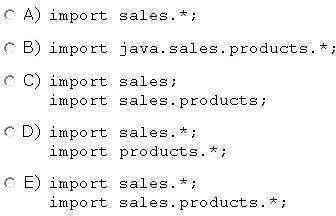 A) import sales.*;
B) import java.sales.products.*;
C) import sales;
import sales.products;
D) import sales.*;
import products.*;
E) import sales.*;
import sales.products.*;